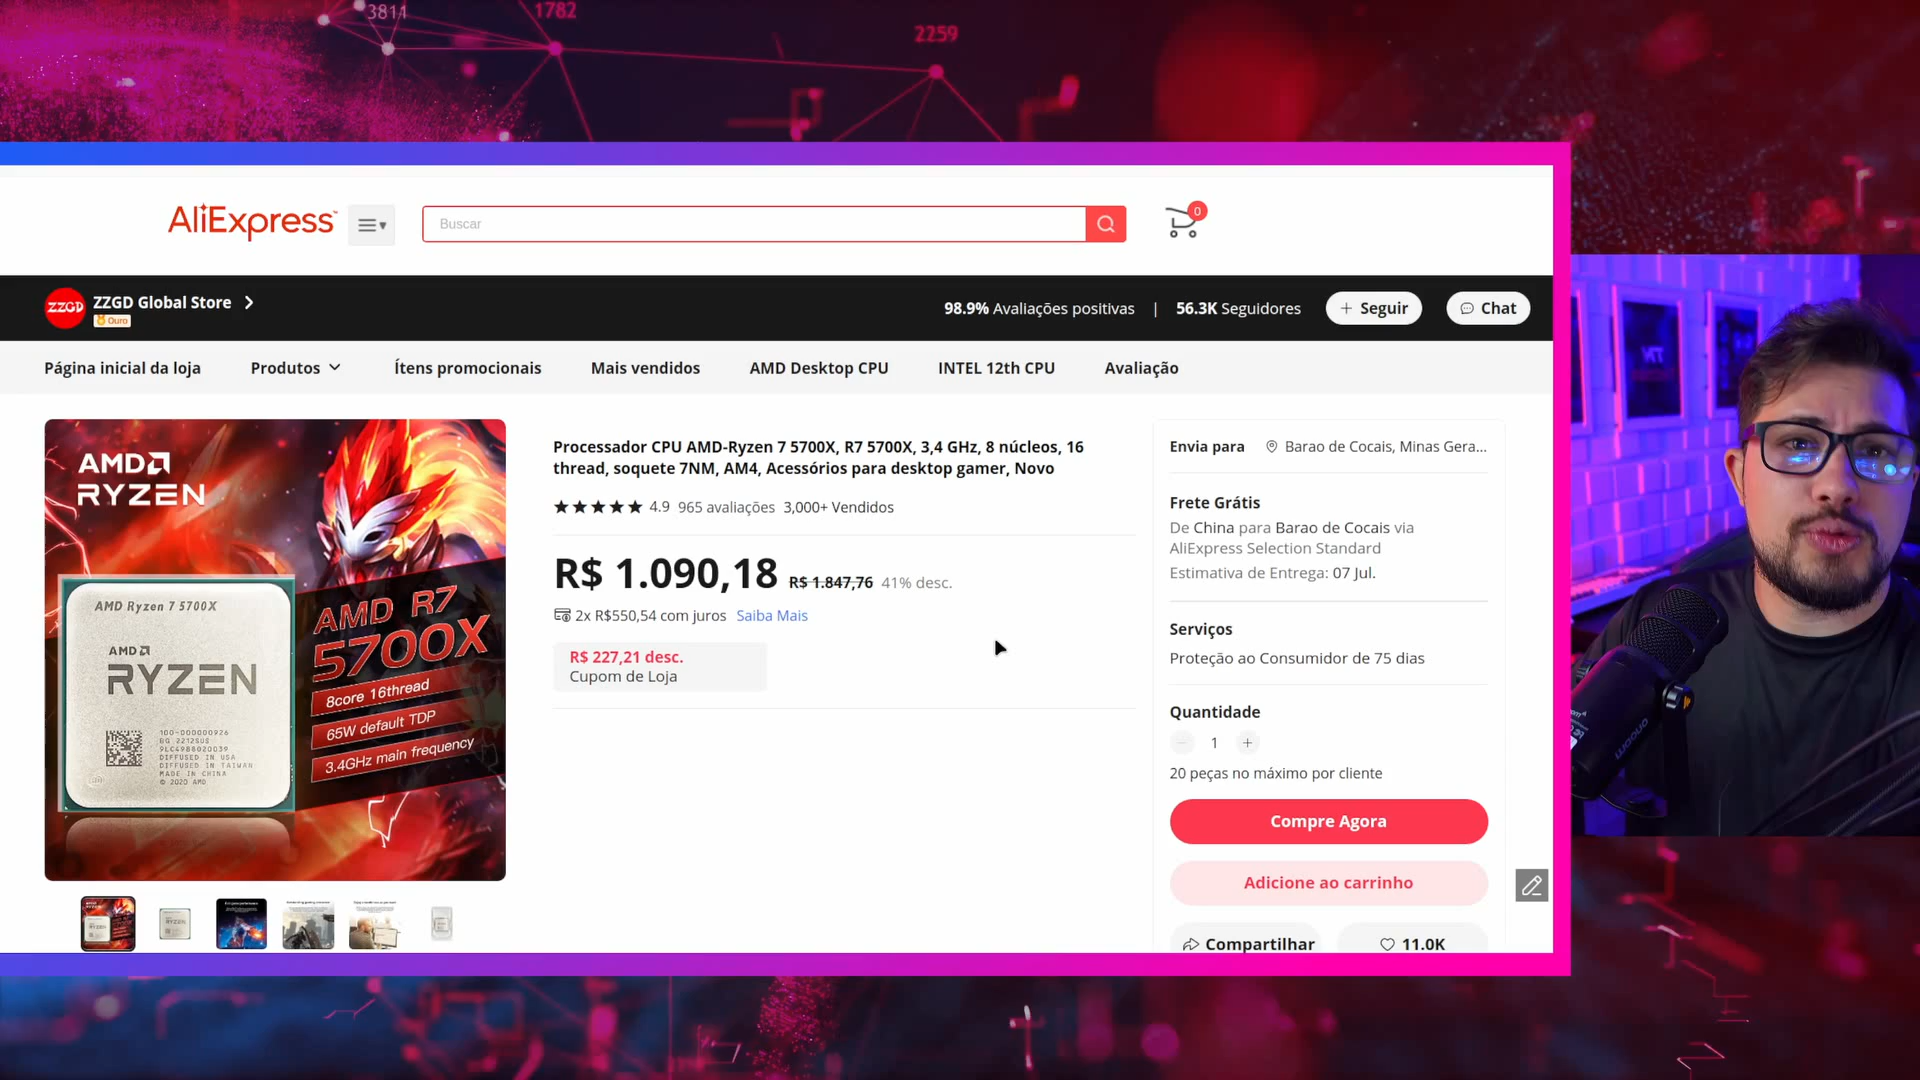 3811
1782
2259
AliExpress
Buscar
0
ZZGD
ZZGD Global Store
Ouro
98.9% Avaliações positivas | 56.3K Seguidores
+ Seguir
Chat
Página inicial da loja
Produtos
Ítens promocionais
Mais vendidos
AMD Desktop CPU
INTEL 12th CPU
Avaliação
AMD
RYZEN
AMD Ryzen 7 5700X
AMD
RYZEN
100-000000926
BG 2212SUS
9LC4988020039
DIFFUSED IN USA
DIFFUSED IN TAIWAN
MADE IN CHINA
© 2020 AMD
AMD R7
5700X
8core 16thread
65W default TDP
3.4GHz main frequency
Processador CPU AMD-Ryzen 7 5700X, R7 5700X, 3,4 GHz, 8 núcleos, 16
thread, soquete 7NM, AM4, Acessórios para desktop gamer, Novo
4.9 965 avaliações 3,000+ Vendidos
R$ 1.090,18 R$ 1.847,76 41% desc.
2x R$550,54 com juros Saiba Mais
R$ 227,21 desc.
Cupom de Loja
Envia para Barao de Cocais, Minas Gera...
Frete Grátis
De China para Barao de Cocais via
AliExpress Selection Standard
Estimativa de Entrega: 07 Jul.
Serviços
Proteção ao Consumidor de 75 dias
Quantidade
− 1 +
20 peças no máximo por cliente
Compre Agora
Adicione ao carrinho
Compartilhar
11.0K